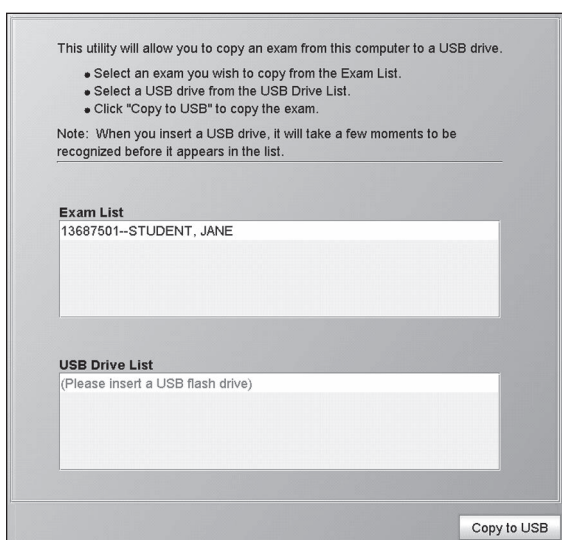 This utility will allow you to copy an exam from this computer to a USB drive.
● Select an exam you wish to copy from the Exam List.
● Select a USB drive from the USB Drive List.
● Click "Copy to USB" to copy the exam.
Note: When you insert a USB drive, it will take a few moments to be
recognized before it appears in the list.
Exam List
13687501--STUDENT, JANE
USB Drive List
(Please insert a USB flash drive)
Copy to USB